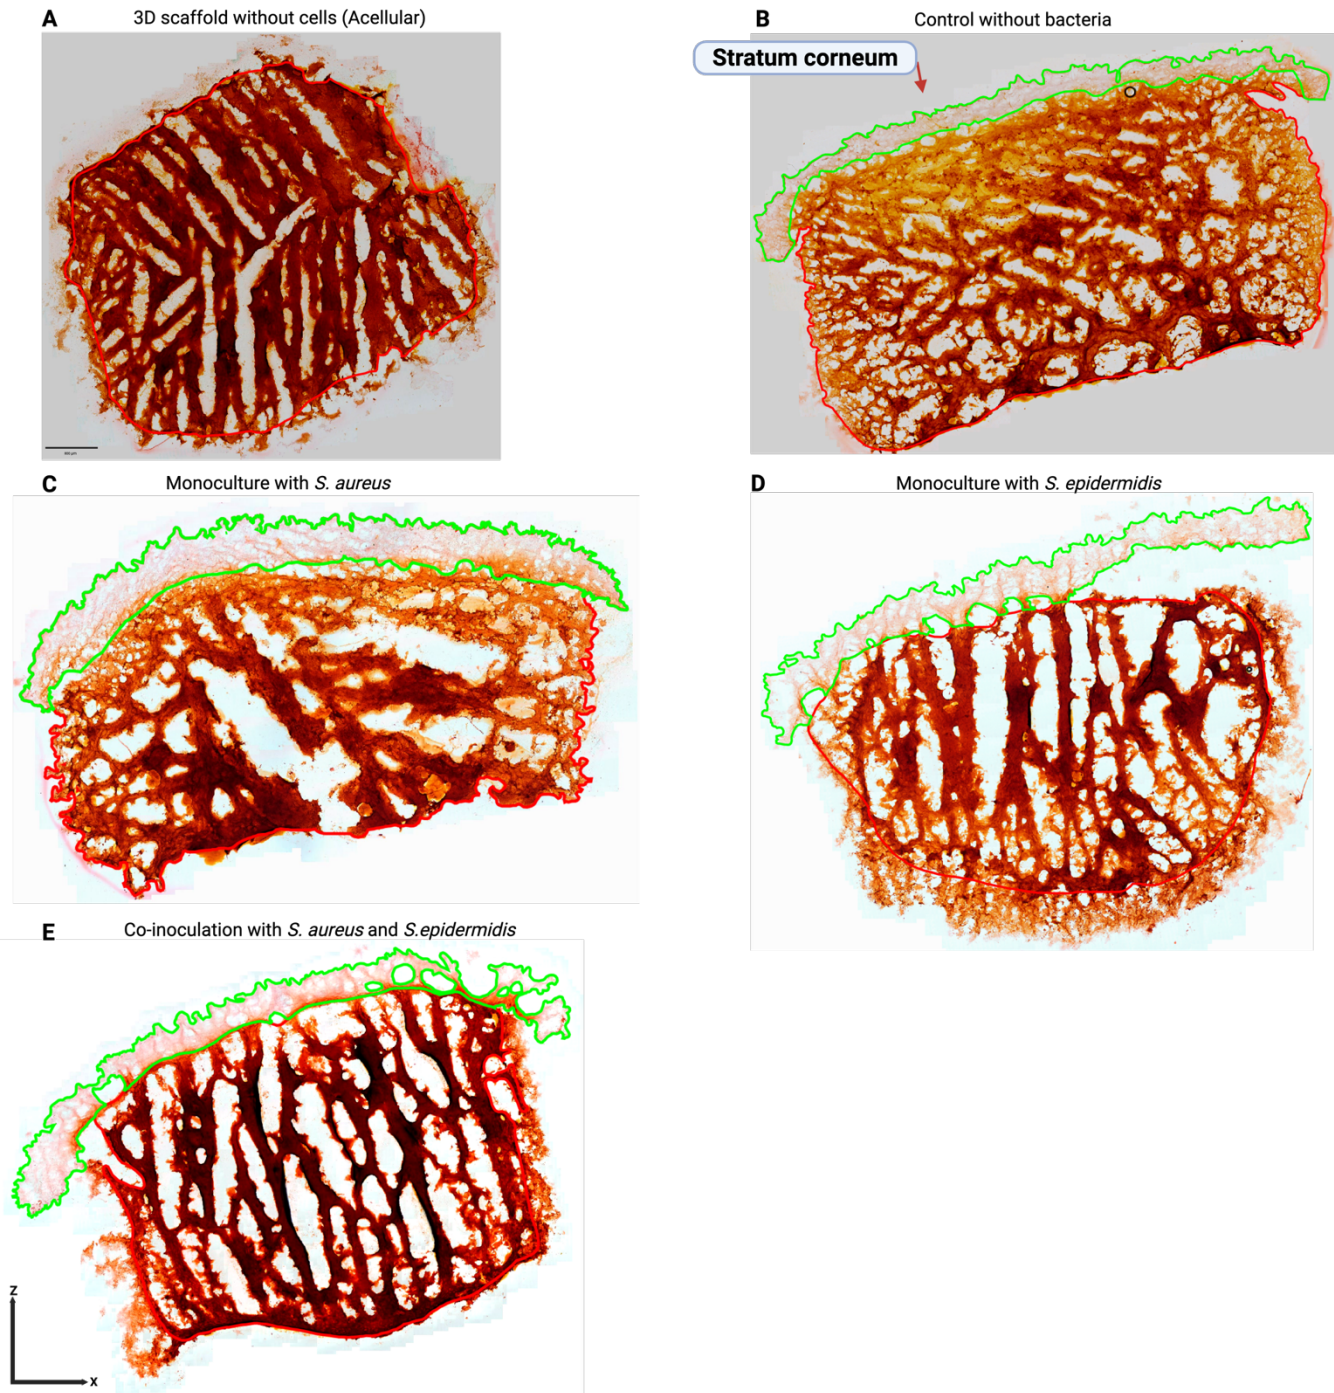 A
3D scaffold without cells (Acellular)
B
Control without bacteria
Stratum corneum
C
Monoculture with S. aureus
D
Monoculture with S. epidermidis
E
Co-inoculation with S. aureus and S.epidermidis
Z
X